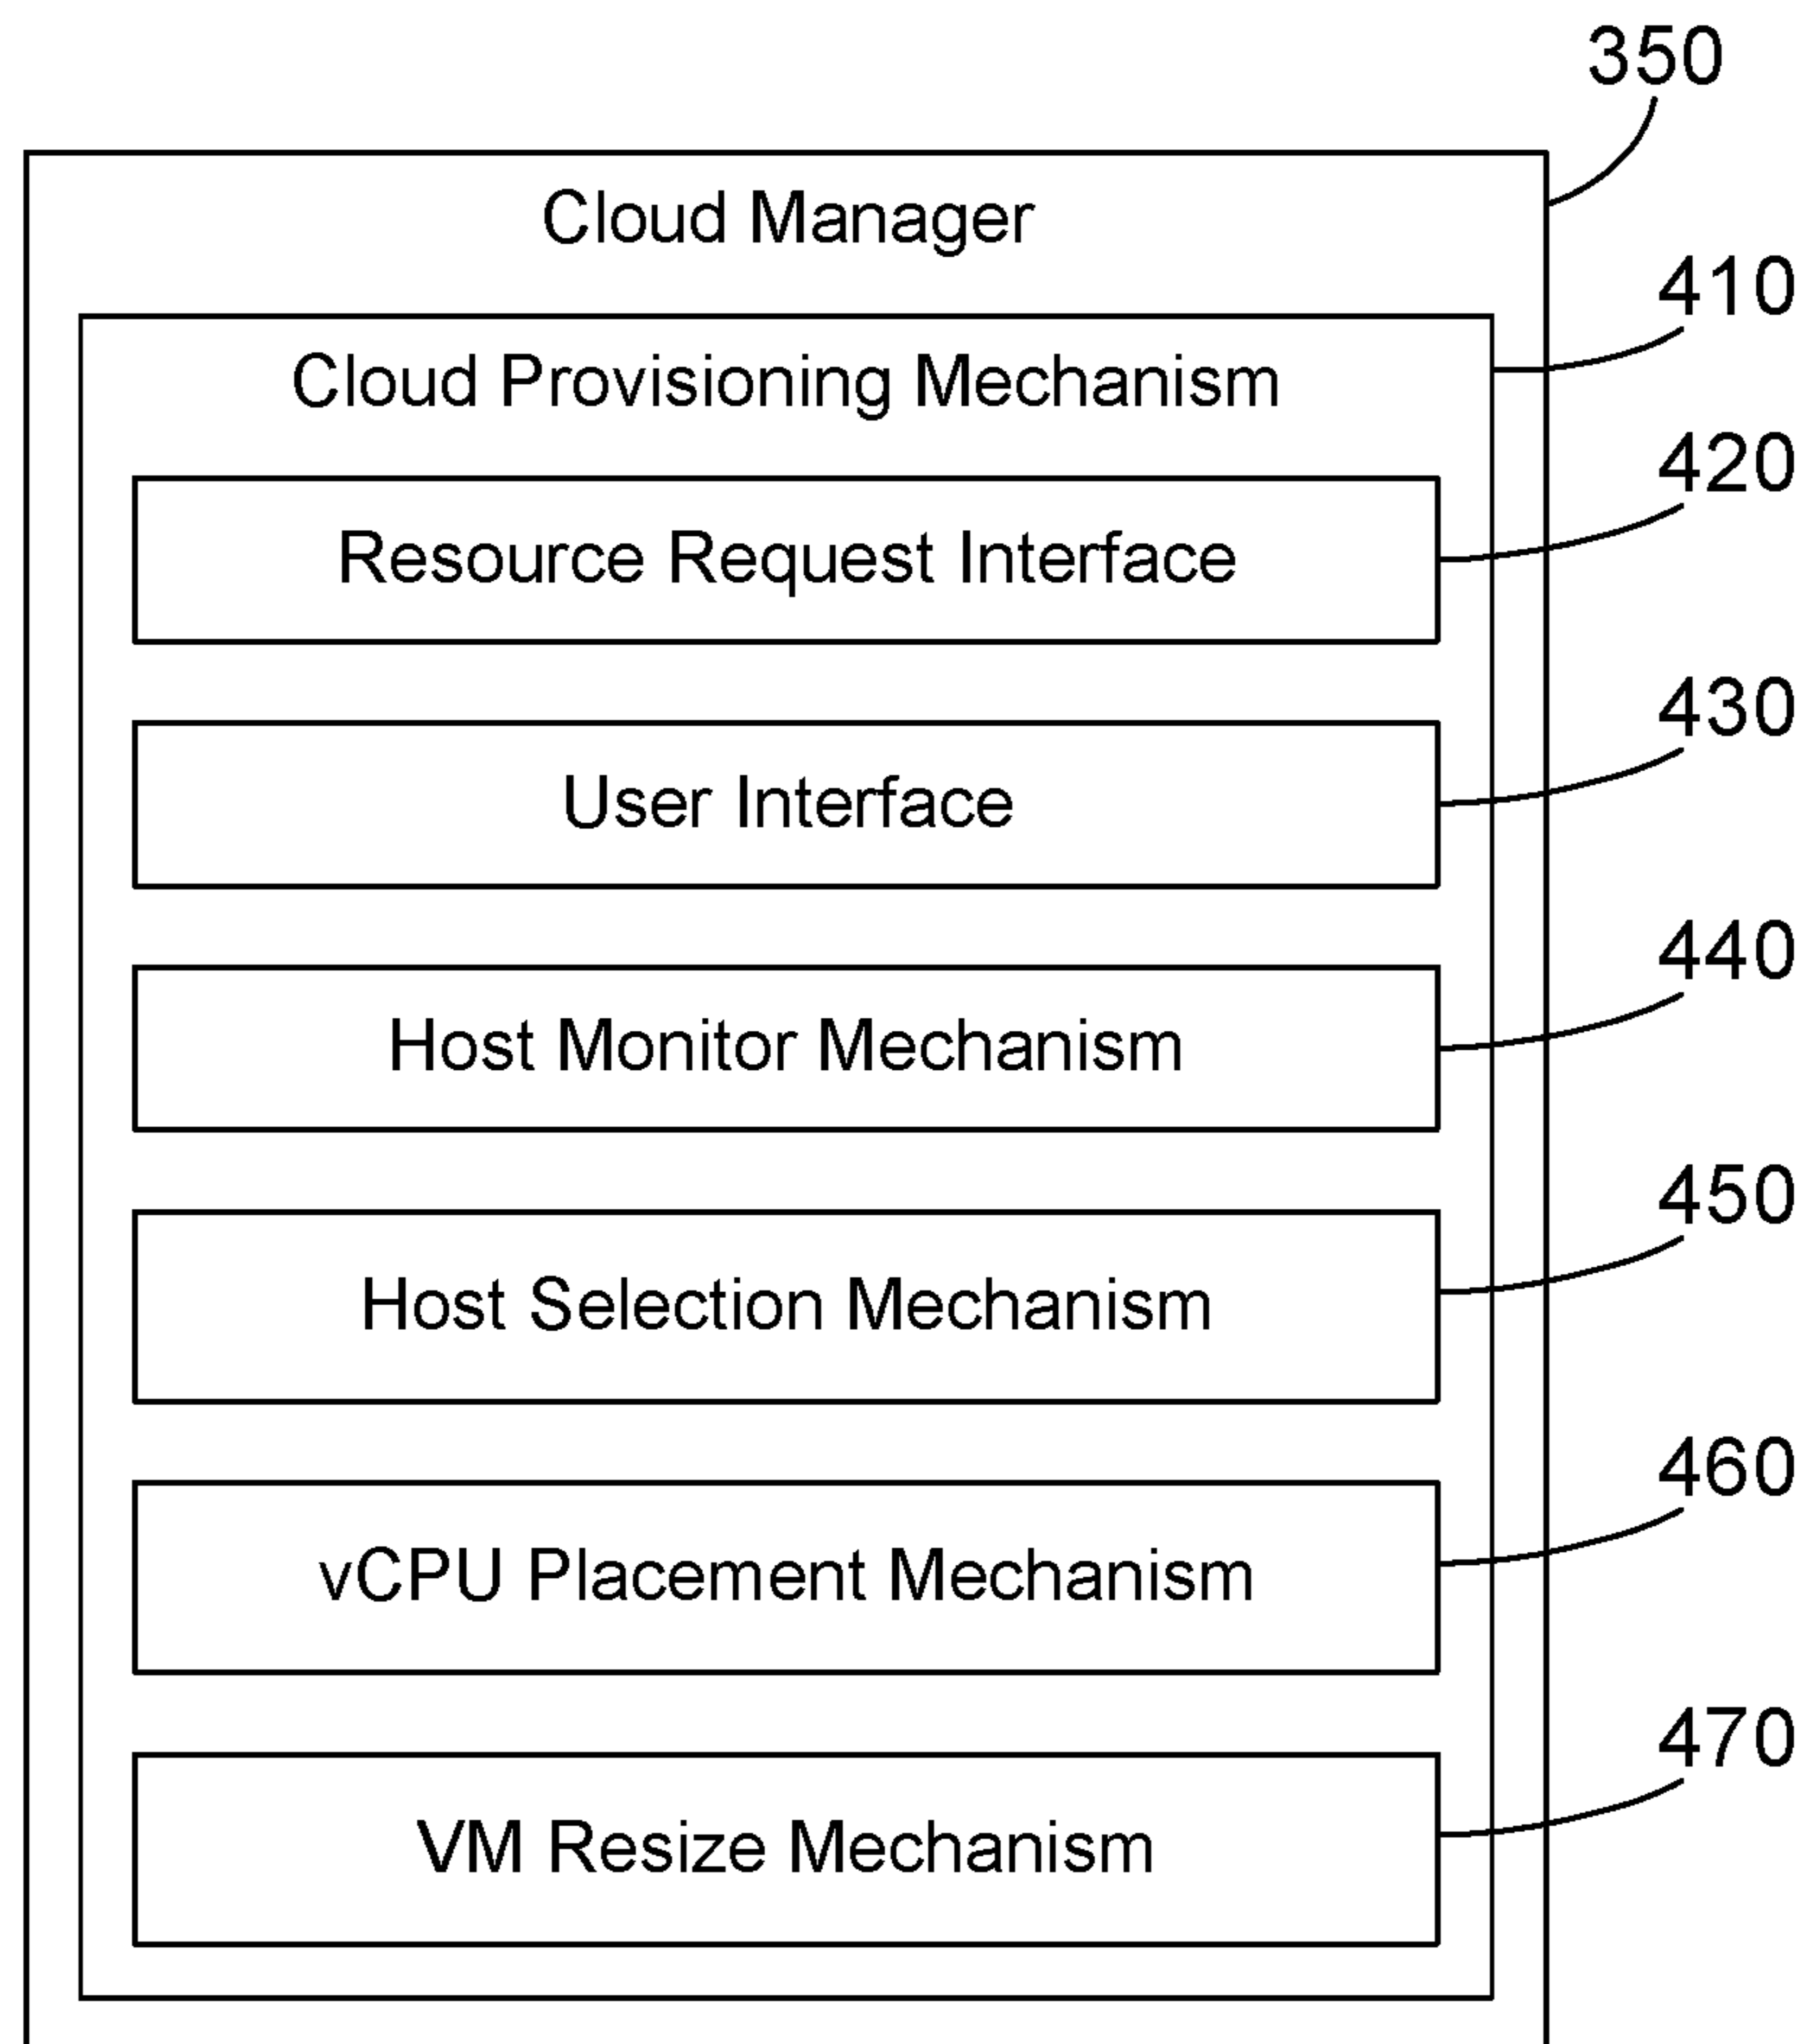 350
Cloud Manager
410
Cloud Provisioning Mechanism
420
Resource Request Interface
430
User Interface
440
Host Monitor Mechanism
450
Host Selection Mechanism
460
vCPU Placement Mechanism
470
VM Resize Mechanism